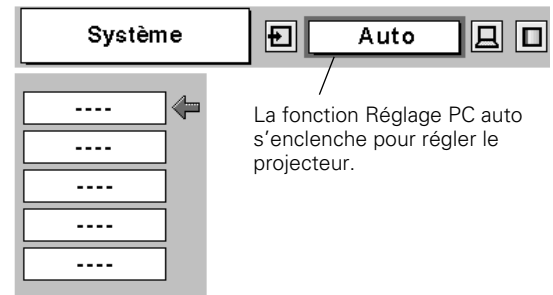 Système
Auto
La fonction Réglage PC auto
s'enclenche pour régler le
projecteur.
----
----
----
----
----